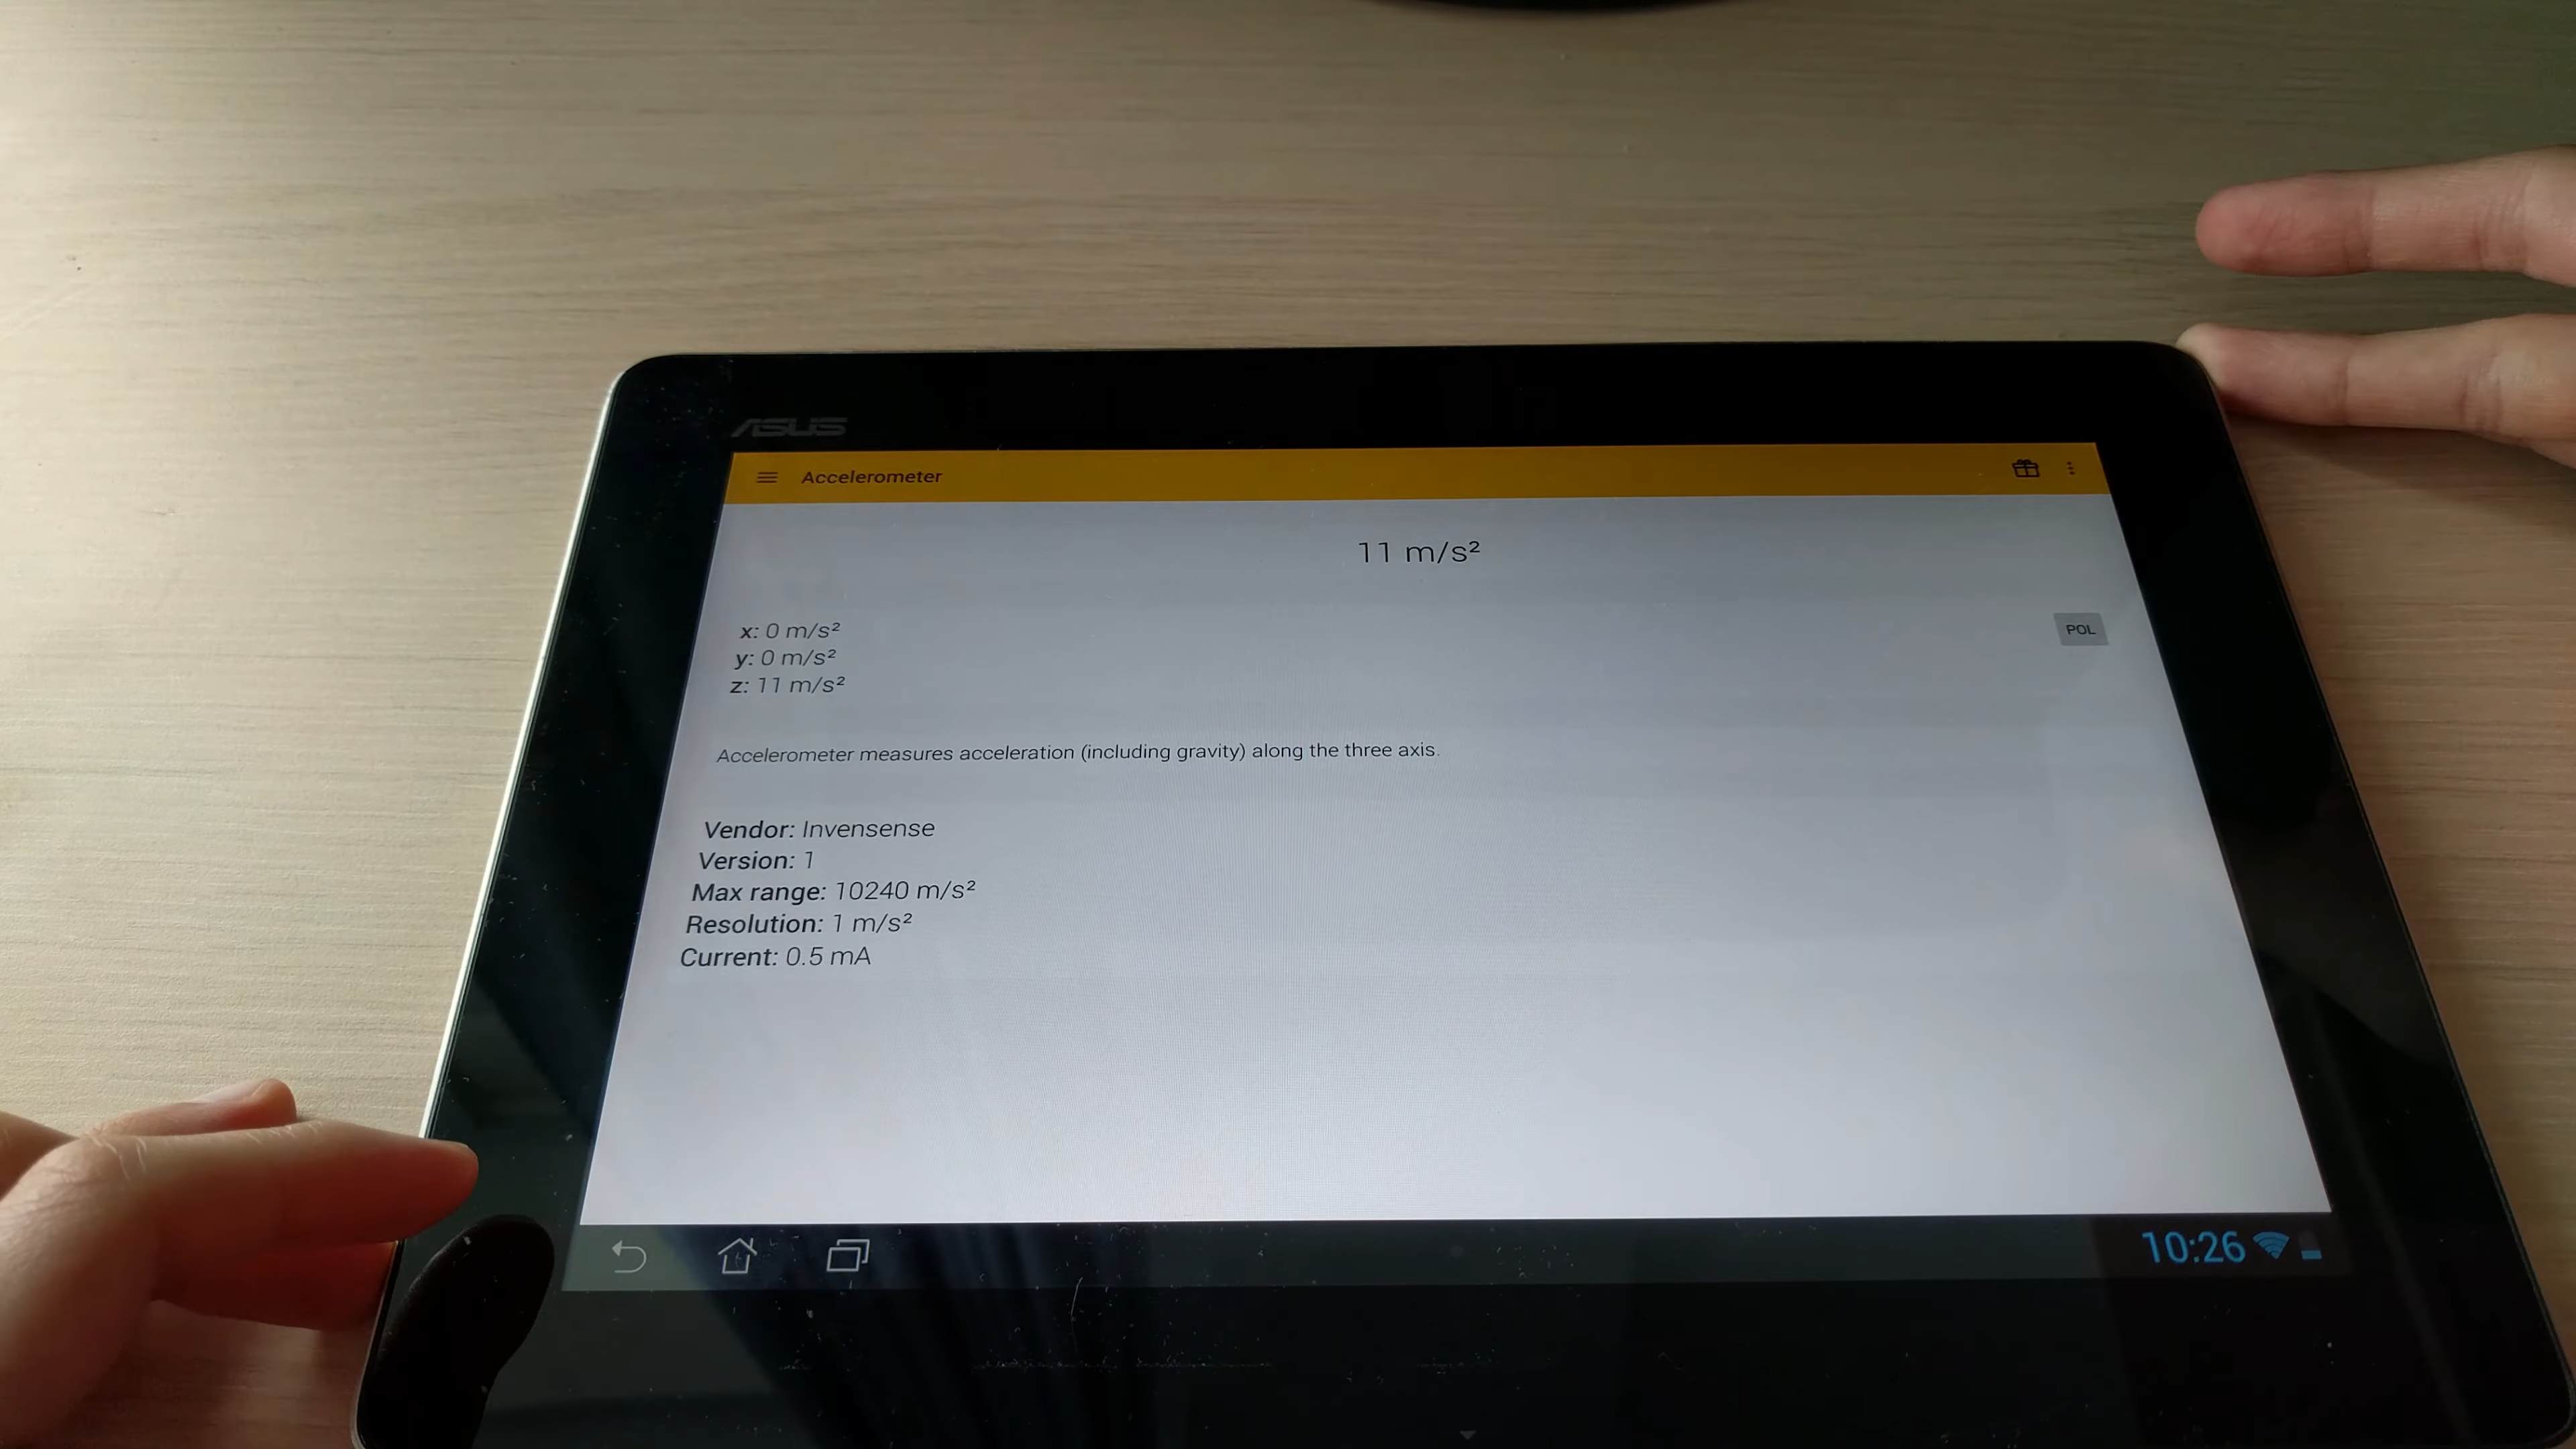 ASUS
Accelerometer
11 m/s²
x: 0 m/s²
y: 0 m/s²
z: 11 m/s²
POL
Accelerometer measures acceleration (including gravity) along the three axis.
Vendor: Invensense
Version: 1
Max range: 10240 m/s²
Resolution: 1 m/s²
Current: 0.5 mA
10:26